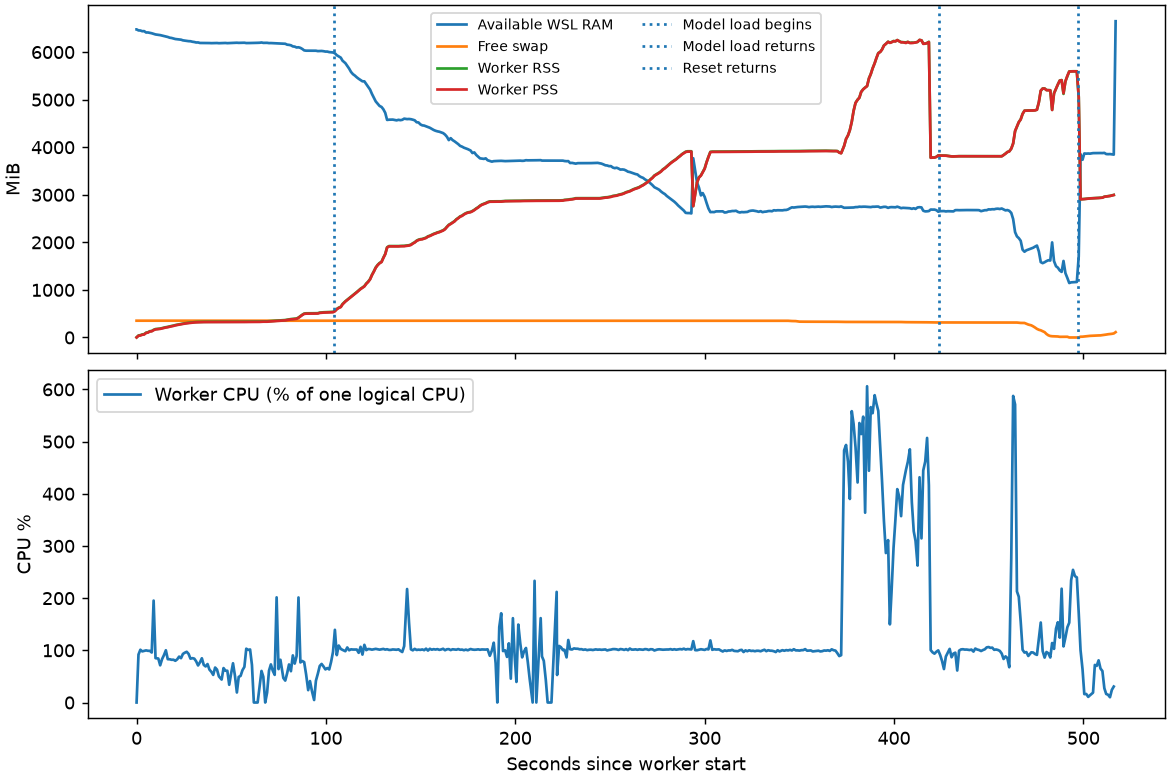 Available WSL RAM
Free swap
Worker RSS
Worker PSS
Model load begins
Model load returns
Reset returns
MiB
6000
5000
4000
3000
2000
1000
0
Worker CPU (% of one logical CPU)
CPU %
600
500
400
300
200
100
0
0 100 200 300 400 500
Seconds since worker start